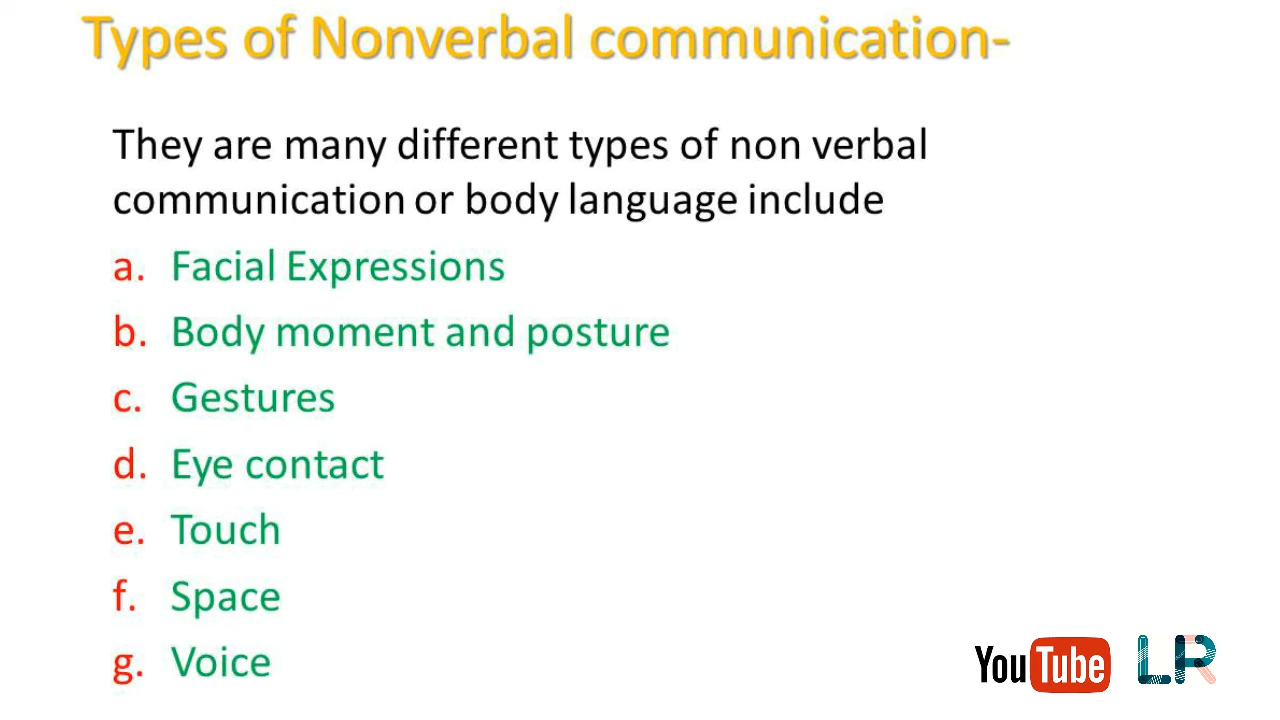 Types of Nonverbal communication-
They are many different types of non verbal
communication or body language include
a. Facial Expressions
b. Body moment and posture
c. Gestures
d. Eye contact
e. Touch
f. Space
g. Voice
YouTube LR